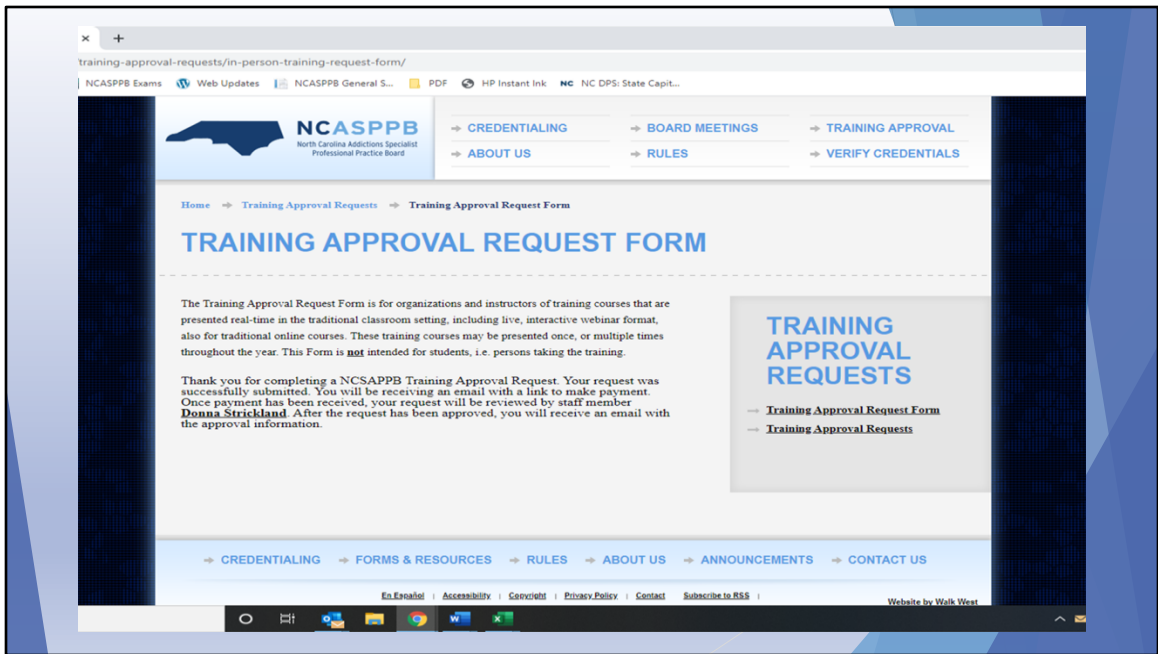 × +
training-approval-requests/in-person-training-request-form/
NCASPPB Exams Web Updates NCASPPB General S... PDF HP Instant Ink NC NC DPS: State Capit...
NCASPPB
North Carolina Addictions Specialist
Professional Practice Board
CREDENTIALING BOARD MEETINGS TRAINING APPROVAL
ABOUT US RULES VERIFY CREDENTIALS
Home Training Approval Requests Training Approval Request Form
TRAINING APPROVAL REQUEST FORM
The Training Approval Request Form is for organizations and instructors of training courses that are
presented real-time in the traditional classroom setting, including live, interactive webinar format,
also for traditional online courses. These training courses may be presented once, or multiple times
throughout the year. This Form is not intended for students, i.e. persons taking the training.
Thank you for completing a NCSAPPB Training Approval Request. Your request was
successfully submitted. You will be receiving an email with a link to make payment.
Once payment has been received, your request will be reviewed by staff member
Donna Strickland. After the request has been approved, you will receive an email with
the approval information.
TRAINING
APPROVAL
REQUESTS
Training Approval Request Form
Training Approval Requests
CREDENTIALING FORMS & RESOURCES RULES ABOUT US ANNOUNCEMENTS CONTACT US
En Español | Accessibility | Copyright | Privacy Policy | Contact Subscribe to RSS |
Website by Walk West